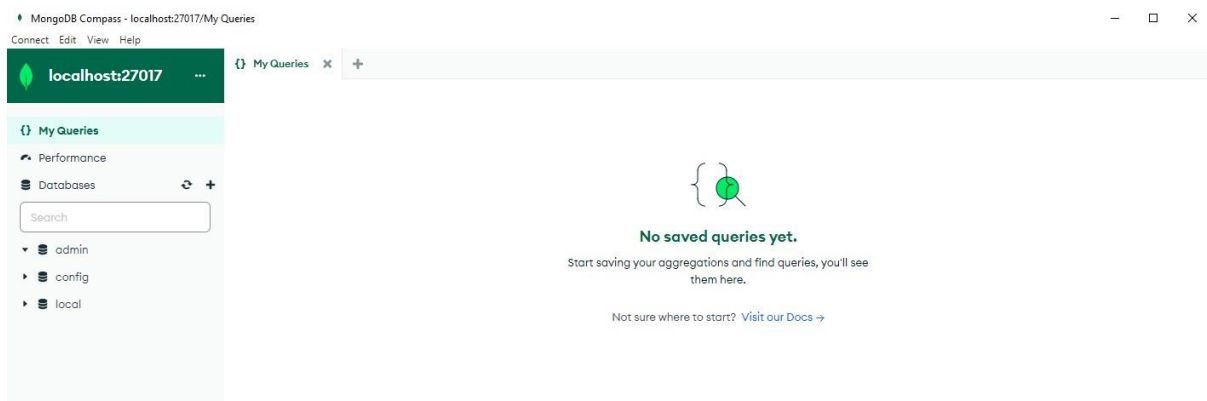 MongoDB Compass - localhost:27017/My Queries
Connect Edit View Help
localhost:27017 ...
{} My Queries
{} My Queries
Performance
Databases
Search
admin
config
local
No saved queries yet.
Start saving your aggregations and find queries, you'll see
them here.
Not sure where to start? Visit our Docs →